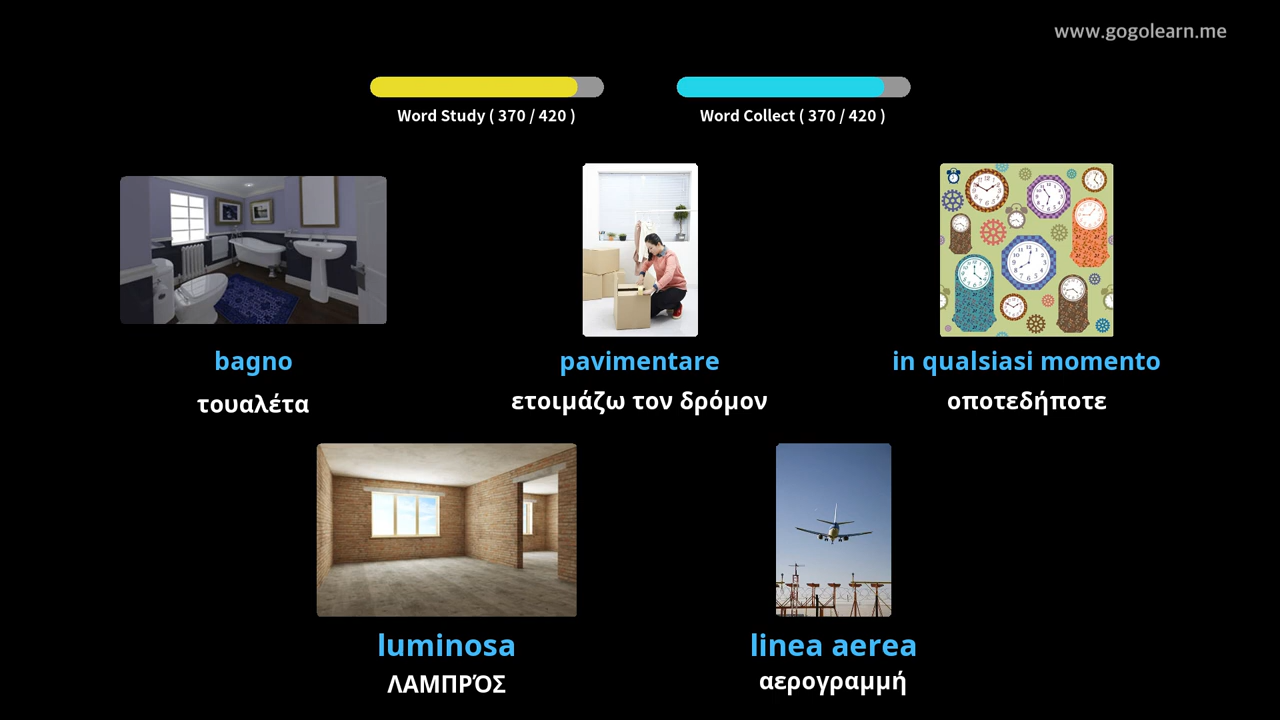 www.gogolearn.me
Word Study ( 370 / 420 )
Word Collect ( 370 / 420 )
bagno
pavimentare
in qualsiasi momento
τουαλέτα
ετοιμάζω τον δρόμον
οποτεδήποτε
luminosa
linea aerea
ΛΑΜΠΡΌΣ
αερογραμμή